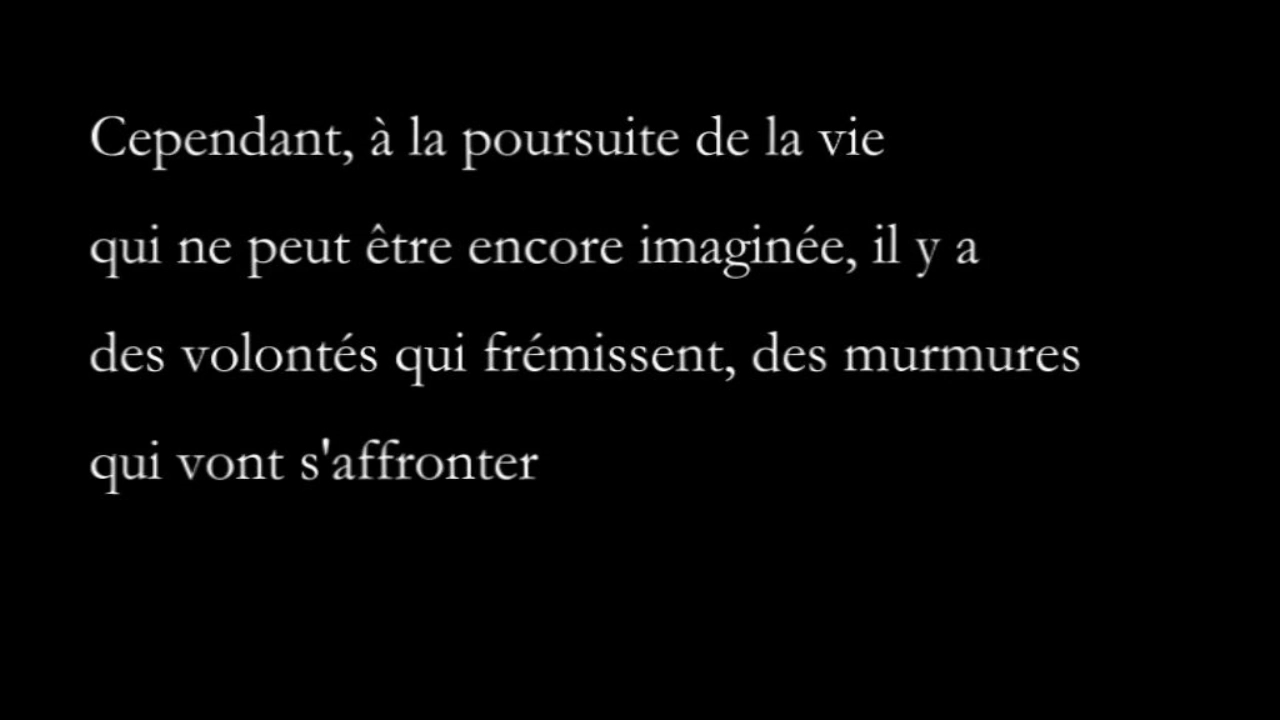 Cependant, à la poursuite de la vie
qui ne peut être encore imaginée, il y a
des volontés qui frémissent, des murmures
qui vont s'affronter